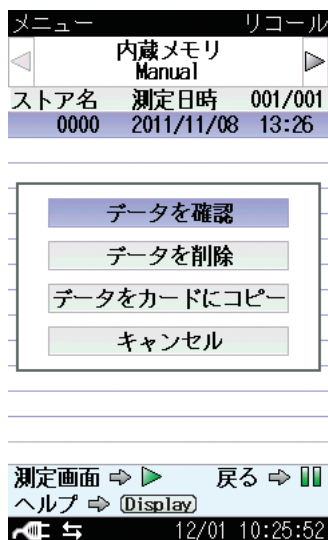 メニュー リコール
内蔵メモリ
Manual
ストア名 測定日時 001/001
0000 2011/11/08 13:26
データを確認
データを削除
データをカードにコピー
キャンセル
測定画面 ⇨ ▷ 戻る ⇨ ▯▯
ヘルプ ⇨ Display
12/01 10:25:52